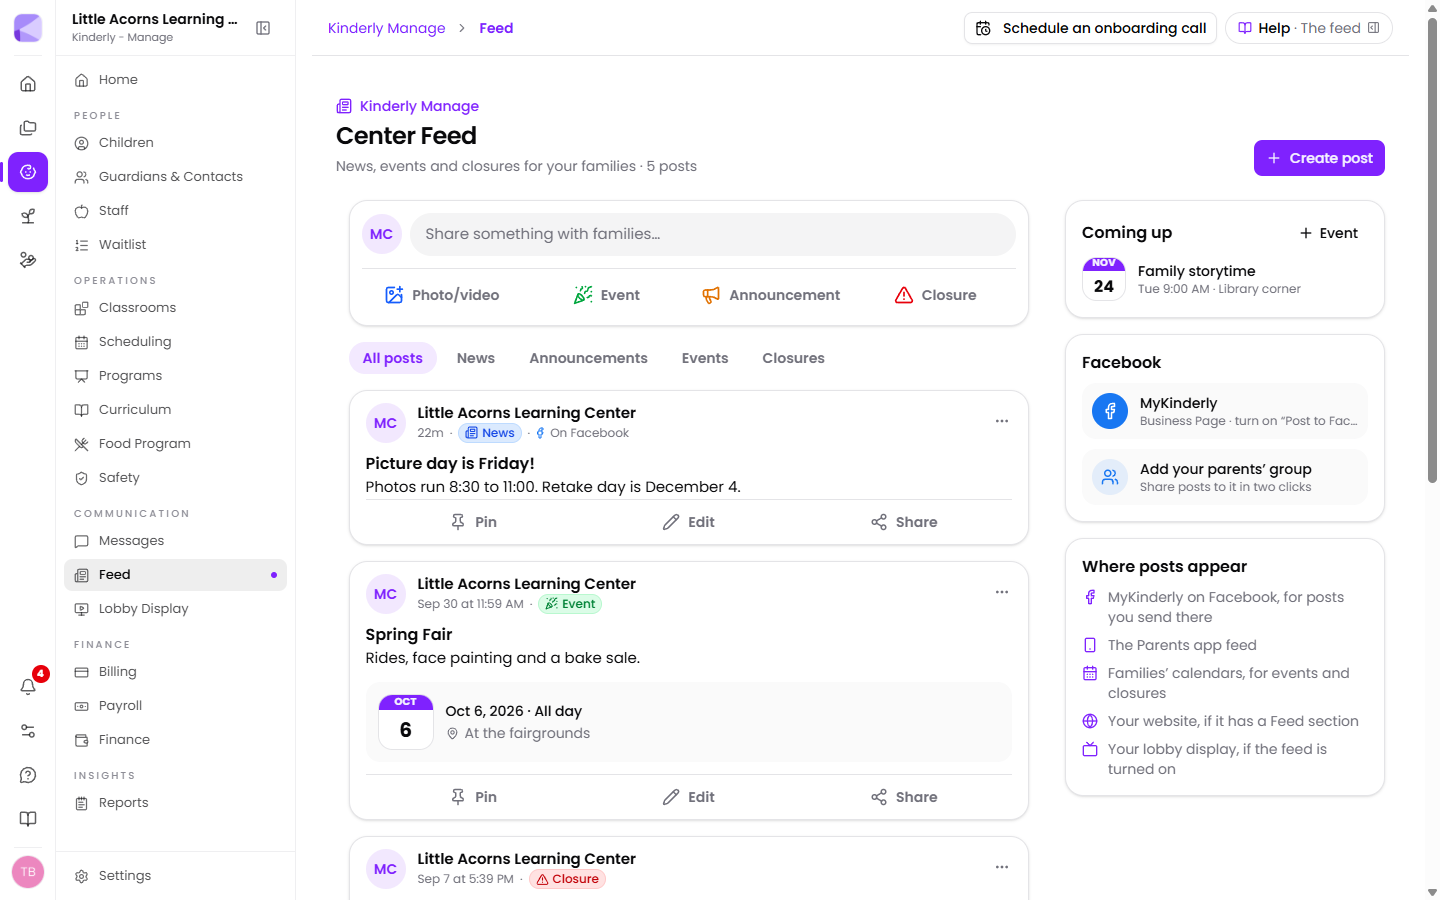 Little Acorns Learning ...
Kinderly - Manage
Home
PEOPLE
Children
Guardians & Contacts
Staff
Waitlist
OPERATIONS
Classrooms
Scheduling
Programs
Curriculum
Food Program
Safety
COMMUNICATION
Messages
Feed
Lobby Display
FINANCE
Billing
Payroll
Finance
INSIGHTS
Reports
Settings
4
TB
Kinderly Manage > Feed
Schedule an onboarding call
Help · The feed
Kinderly Manage
Center Feed
News, events and closures for your families · 5 posts
+ Create post
MC
Share something with families...
Photo/video
Event
Announcement
Closure
All posts
News
Announcements
Events
Closures
MC
Little Acorns Learning Center
22m · News · On Facebook
Picture day is Friday!
Photos run 8:30 to 11:00. Retake day is December 4.
Pin
Edit
Share
MC
Little Acorns Learning Center
Sep 30 at 11:59 AM · Event
Spring Fair
Rides, face painting and a bake sale.
OCT
6
Oct 6, 2026 · All day
At the fairgrounds
Pin
Edit
Share
MC
Little Acorns Learning Center
Sep 7 at 5:39 PM · Closure
Coming up
+ Event
NOV
24
Family storytime
Tue 9:00 AM · Library corner
Facebook
MyKinderly
Business Page · turn on “Post to Fac...
Add your parents’ group
Share posts to it in two clicks
Where posts appear
MyKinderly on Facebook, for posts
you send there
The Parents app feed
Families’ calendars, for events and
closures
Your website, if it has a Feed section
Your lobby display, if the feed is
turned on